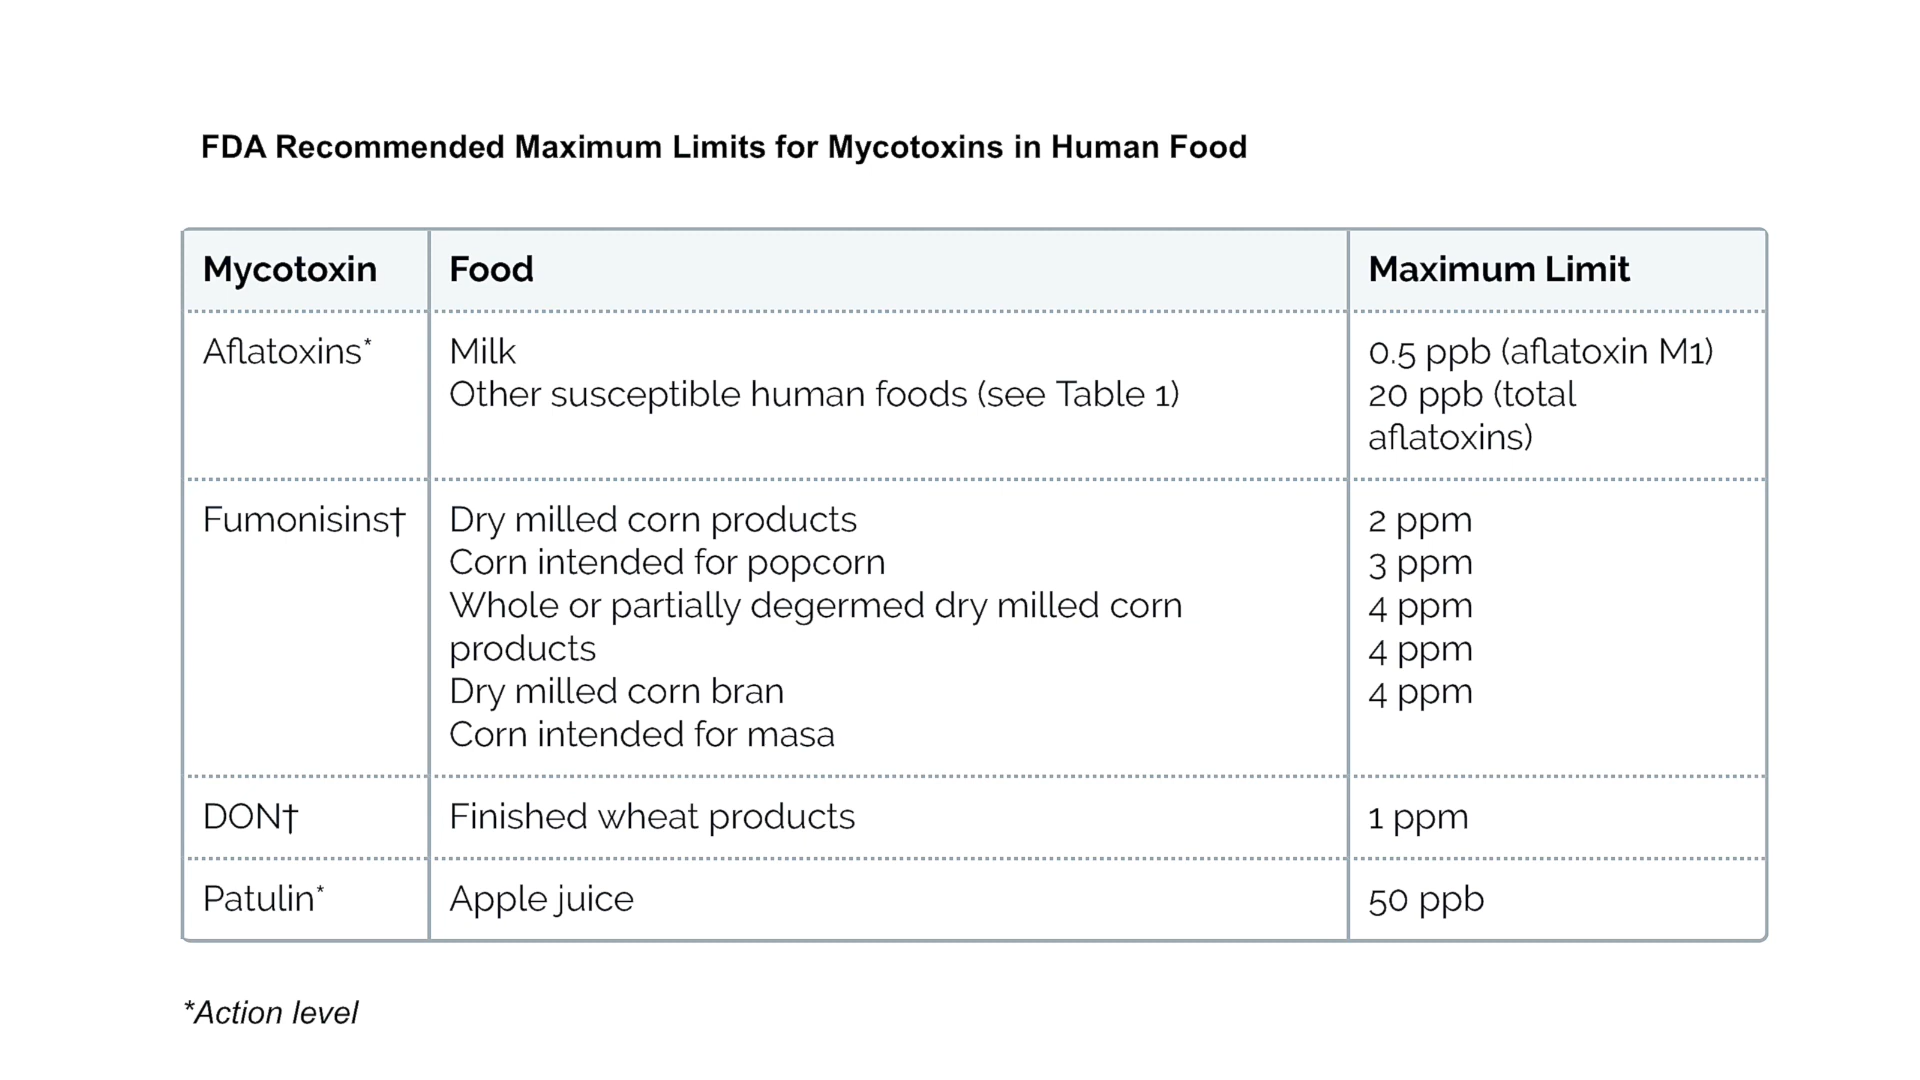 FDA Recommended Maximum Limits for Mycotoxins in Human Food
Mycotoxin Food Maximum Limit
Aflatoxins* Milk 0.5 ppb (aflatoxin M1)
Other susceptible human foods (see Table 1) 20 ppb (total
aflatoxins)
Fumonisins† Dry milled corn products 2 ppm
Corn intended for popcorn 3 ppm
Whole or partially degermed dry milled corn 4 ppm
products 4 ppm
Dry milled corn bran 4 ppm
Corn intended for masa
DON† Finished wheat products 1 ppm
Patulin* Apple juice 50 ppb
*Action level